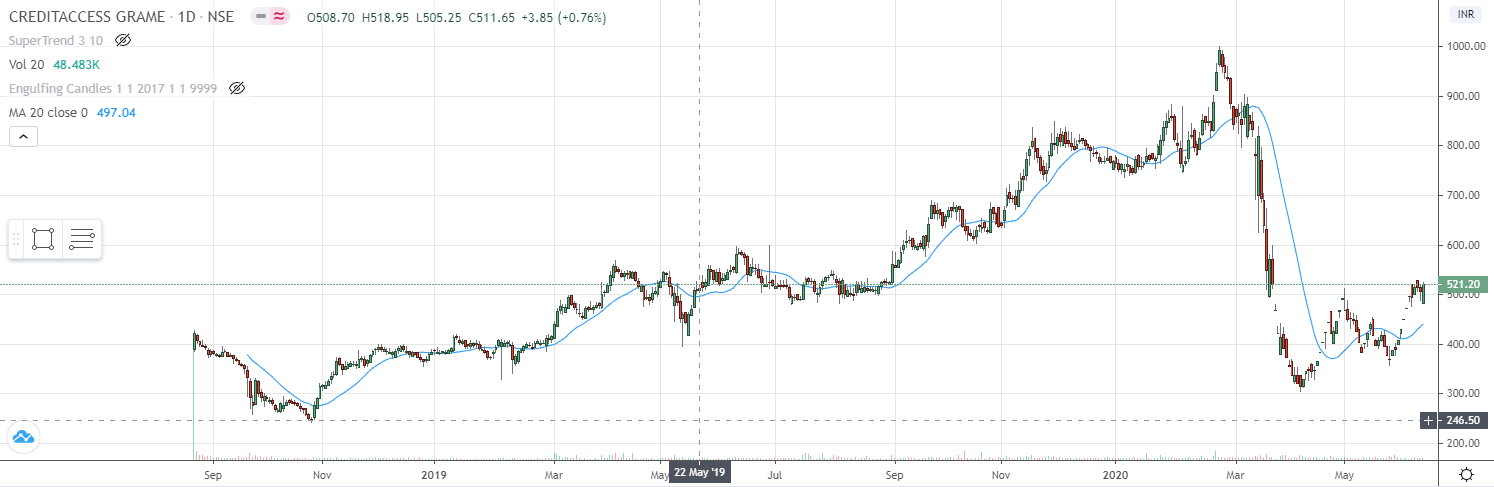 CREDITACCESS GRAME · 1D · NSE O508.70 H518.95 L505.25 C511.65 +3.85 (+0.76%) INR
SuperTrend 3 10
Vol 20 48.483K
Engulfing Candles 1 1 2017 1 1 9999
MA 20 close 0 497.04
1000.00
900.00
800.00
700.00
600.00
521.20
500.00
400.00
300.00
246.50
200.00
Sep Nov 2019 Mar May 22 May '19 Jul Sep Nov 2020 Mar May